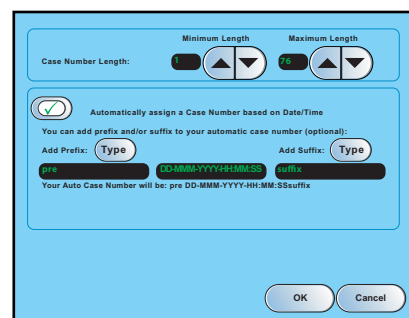 Minimum Length Maximum Length
Case Number Length: 1 76
Automatically assign a Case Number based on Date/Time
You can add prefix and/or suffix to your automatic case number (optional):
Add Prefix: Type Add Suffix: Type
pre DD-MMM-YYYY-HH:MM:SS suffix
Your Auto Case Number will be: pre DD-MMM-YYYY-HH:MM:SSsuffix
OK Cancel